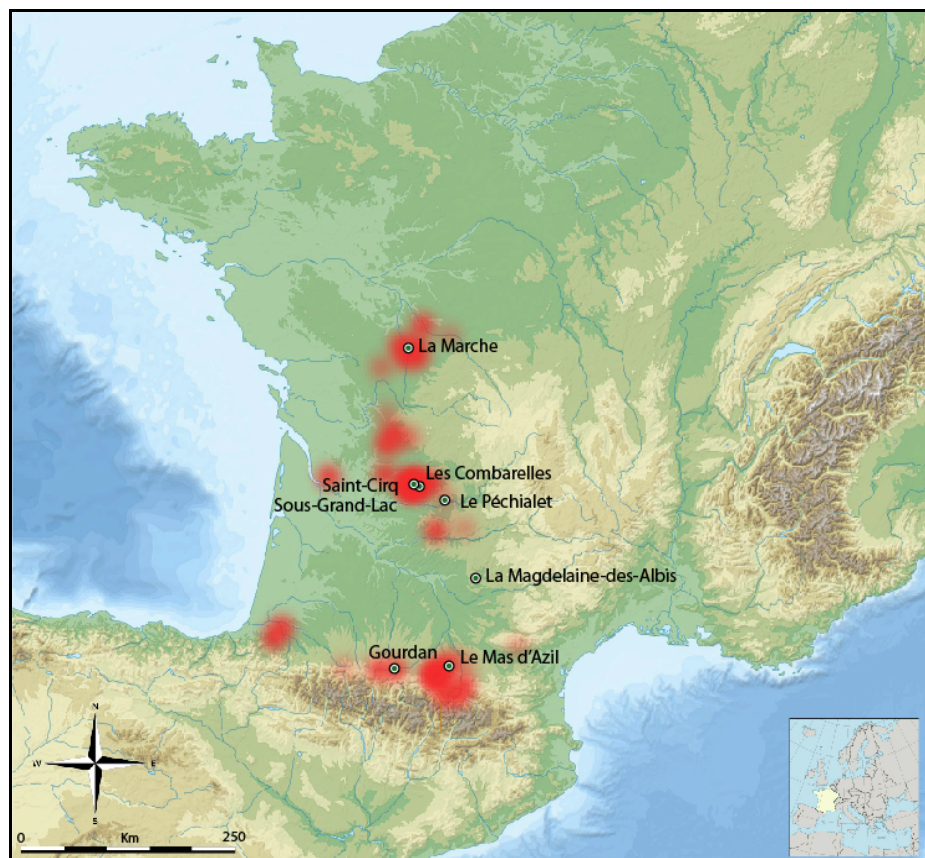 La Marche
Les Combarelles
Saint-Cirq
Sous-Grand-Lac
Le Péchialet
La Magdelaine-des-Albis
Gourdan
Le Mas d'Azil
N
W
E
S
0 Km 250